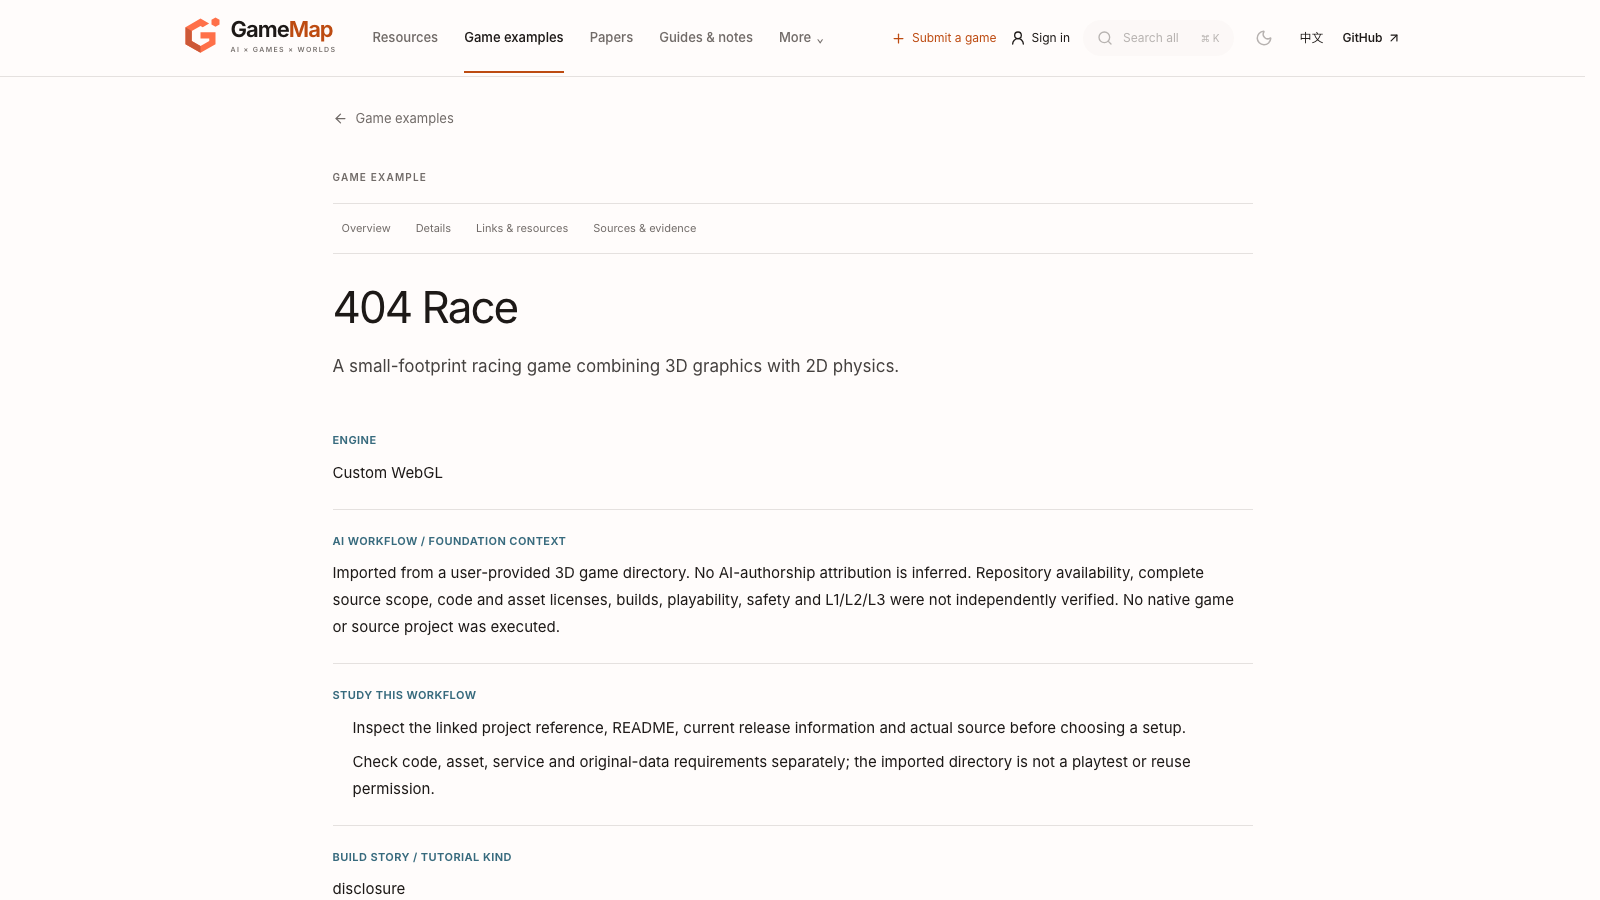 GameMap
AI × GAMES × WORLDS
Resources
Game examples
Papers
Guides & notes
More
Submit a game
Sign in
Search all
⌘ K
中文
GitHub
Game examples
GAME EXAMPLE
Overview
Details
Links & resources
Sources & evidence
404 Race
A small-footprint racing game combining 3D graphics with 2D physics.
ENGINE
Custom WebGL
AI WORKFLOW / FOUNDATION CONTEXT
Imported from a user-provided 3D game directory. No AI-authorship attribution is inferred. Repository availability, complete
source scope, code and asset licenses, builds, playability, safety and L1/L2/L3 were not independently verified. No native game
or source project was executed.
STUDY THIS WORKFLOW
Inspect the linked project reference, README, current release information and actual source before choosing a setup.
Check code, asset, service and original-data requirements separately; the imported directory is not a playtest or reuse
permission.
BUILD STORY / TUTORIAL KIND
disclosure